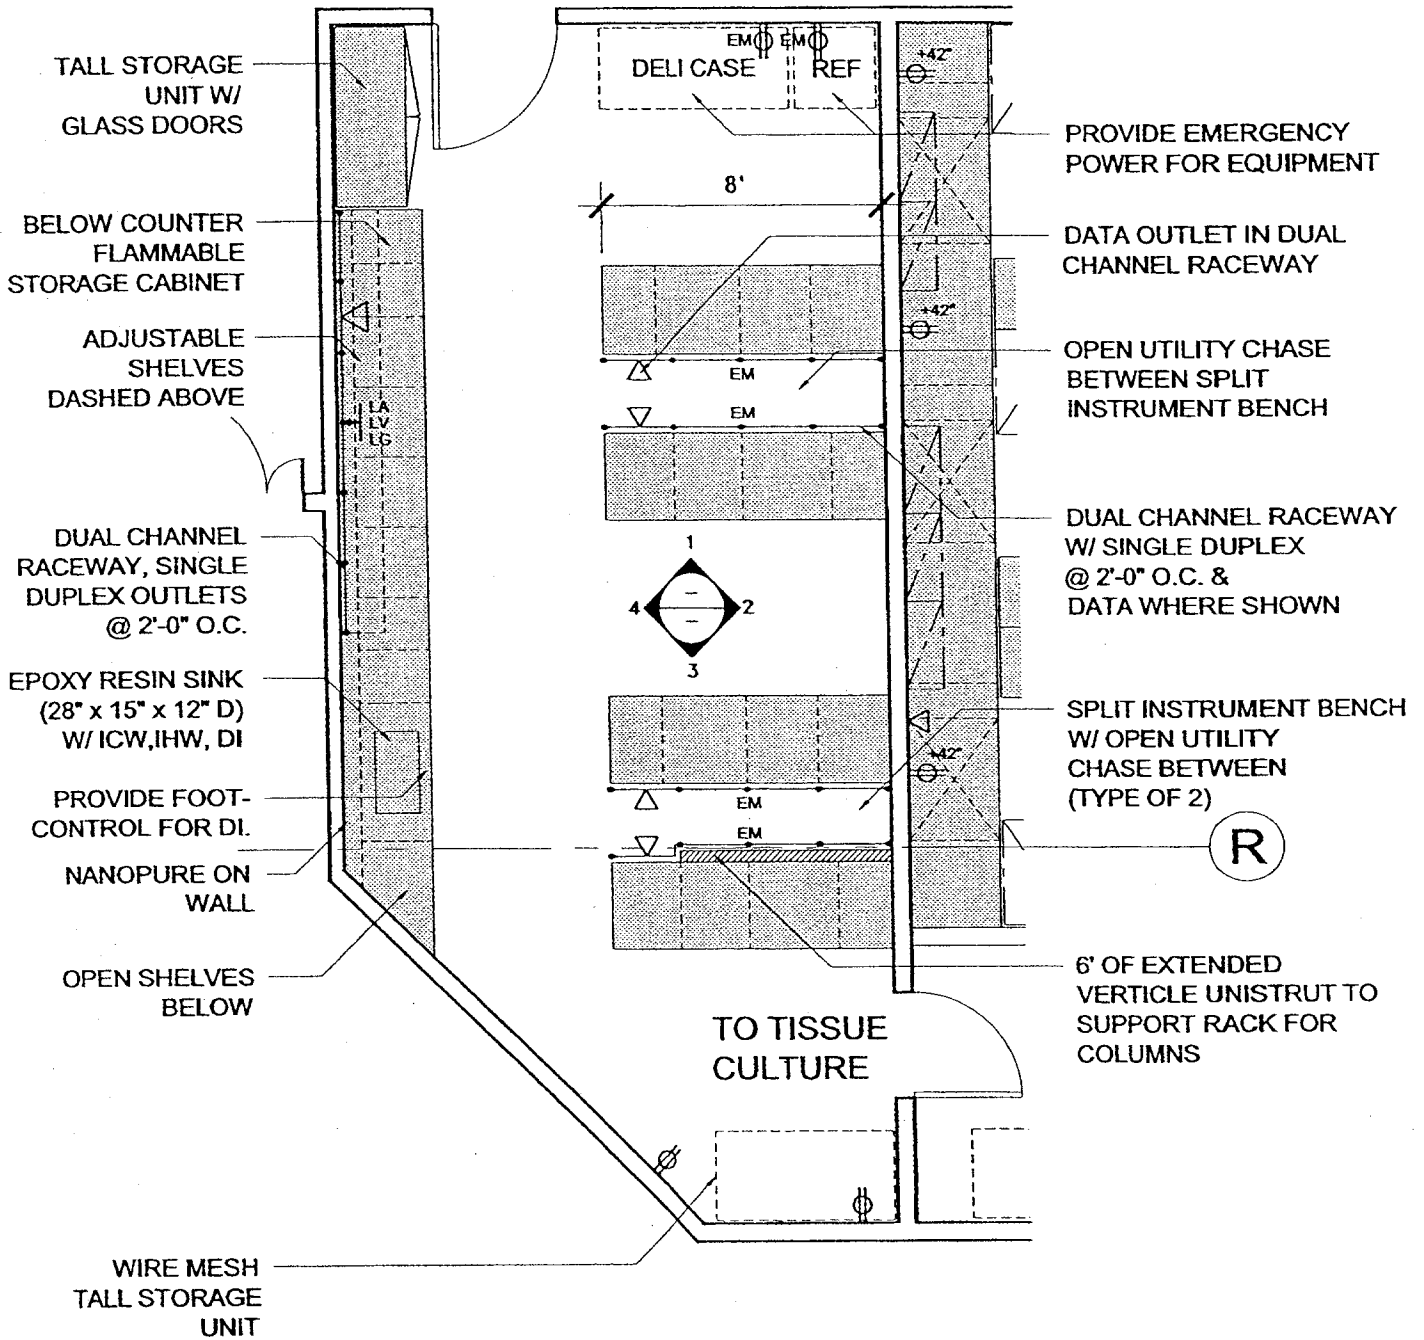 TALL STORAGE
UNIT W/
GLASS DOORS
BELOW COUNTER
FLAMMABLE
STORAGE CABINET
ADJUSTABLE
SHELVES
DASHED ABOVE
DUAL CHANNEL
RACEWAY, SINGLE
DUPLEX OUTLETS
@ 2'-0" O.C.
EPOXY RESIN SINK
(28" x 15" x 12" D)
W/ ICW,IHW, DI
PROVIDE FOOT-
CONTROL FOR DI.
NANOPURE ON
WALL
OPEN SHELVES
BELOW
WIRE MESH
TALL STORAGE
UNIT
EM EM
DELI CASE REF
8'
LA
LV
LG
EM
EM
1
4 2
3
EM
EM
TO TISSUE
CULTURE
+42"
+42"
+42"
PROVIDE EMERGENCY
POWER FOR EQUIPMENT
DATA OUTLET IN DUAL
CHANNEL RACEWAY
OPEN UTILITY CHASE
BETWEEN SPLIT
INSTRUMENT BENCH
DUAL CHANNEL RACEWAY
W/ SINGLE DUPLEX
@ 2'-0" O.C. &
DATA WHERE SHOWN
SPLIT INSTRUMENT BENCH
W/ OPEN UTILITY
CHASE BETWEEN
(TYPE OF 2)
R
6' OF EXTENDED
VERTICLE UNISTRUT TO
SUPPORT RACK FOR
COLUMNS